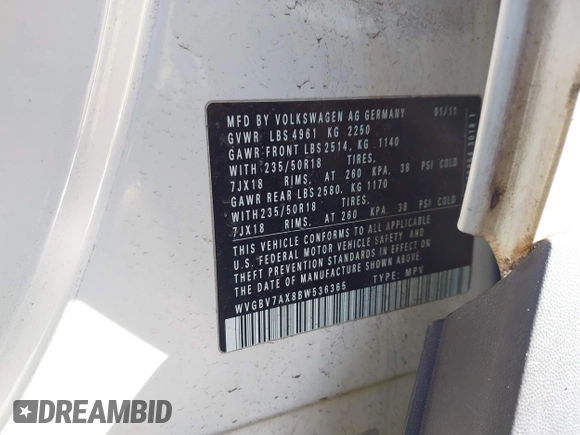 MFD BY VOLKSWAGEN AG GERMANY 01/11
GVWR LBS 4961 KG 2250
GAWR FRONT LBS 2514, KG 1140
WITH 235/50R18 TIRES,
7JX18 RIMS, AT 260 KPA, 38 PSI COLD
GAWR REAR LBS 2580, KG 1170
WITH 235/50R18 TIRES,
7JX18 RIMS, AT 260 KPA, 38 PSI COLD
THIS VEHICLE CONFORMS TO ALL APPLICABLE
U.S. FEDERAL MOTOR VEHICLE SAFETY AND
THEFT PREVENTION STANDARDS IN EFFECT
ON THE DATE OF MANUFACTURE SHOWN ABOVE.
WVGBV7AX8BW536365 TYPE: MPV
DREAMBID